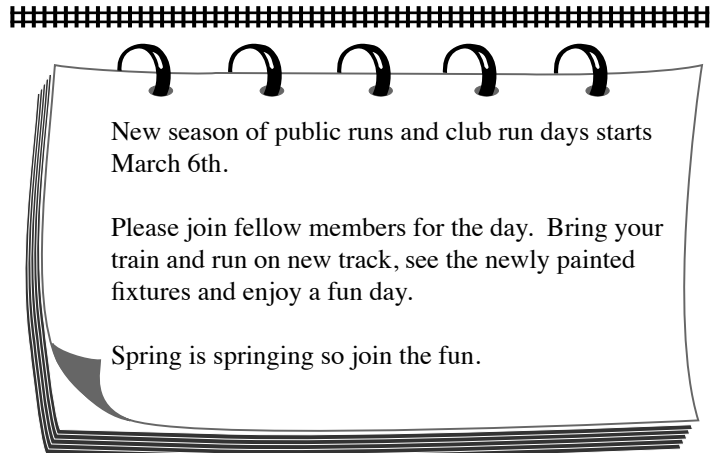 New season of public runs and club run days starts
March 6th.
Please join fellow members for the day.  Bring your
train and run on new track, see the newly painted
fixtures and enjoy a fun day.
Spring is springing so join the fun.